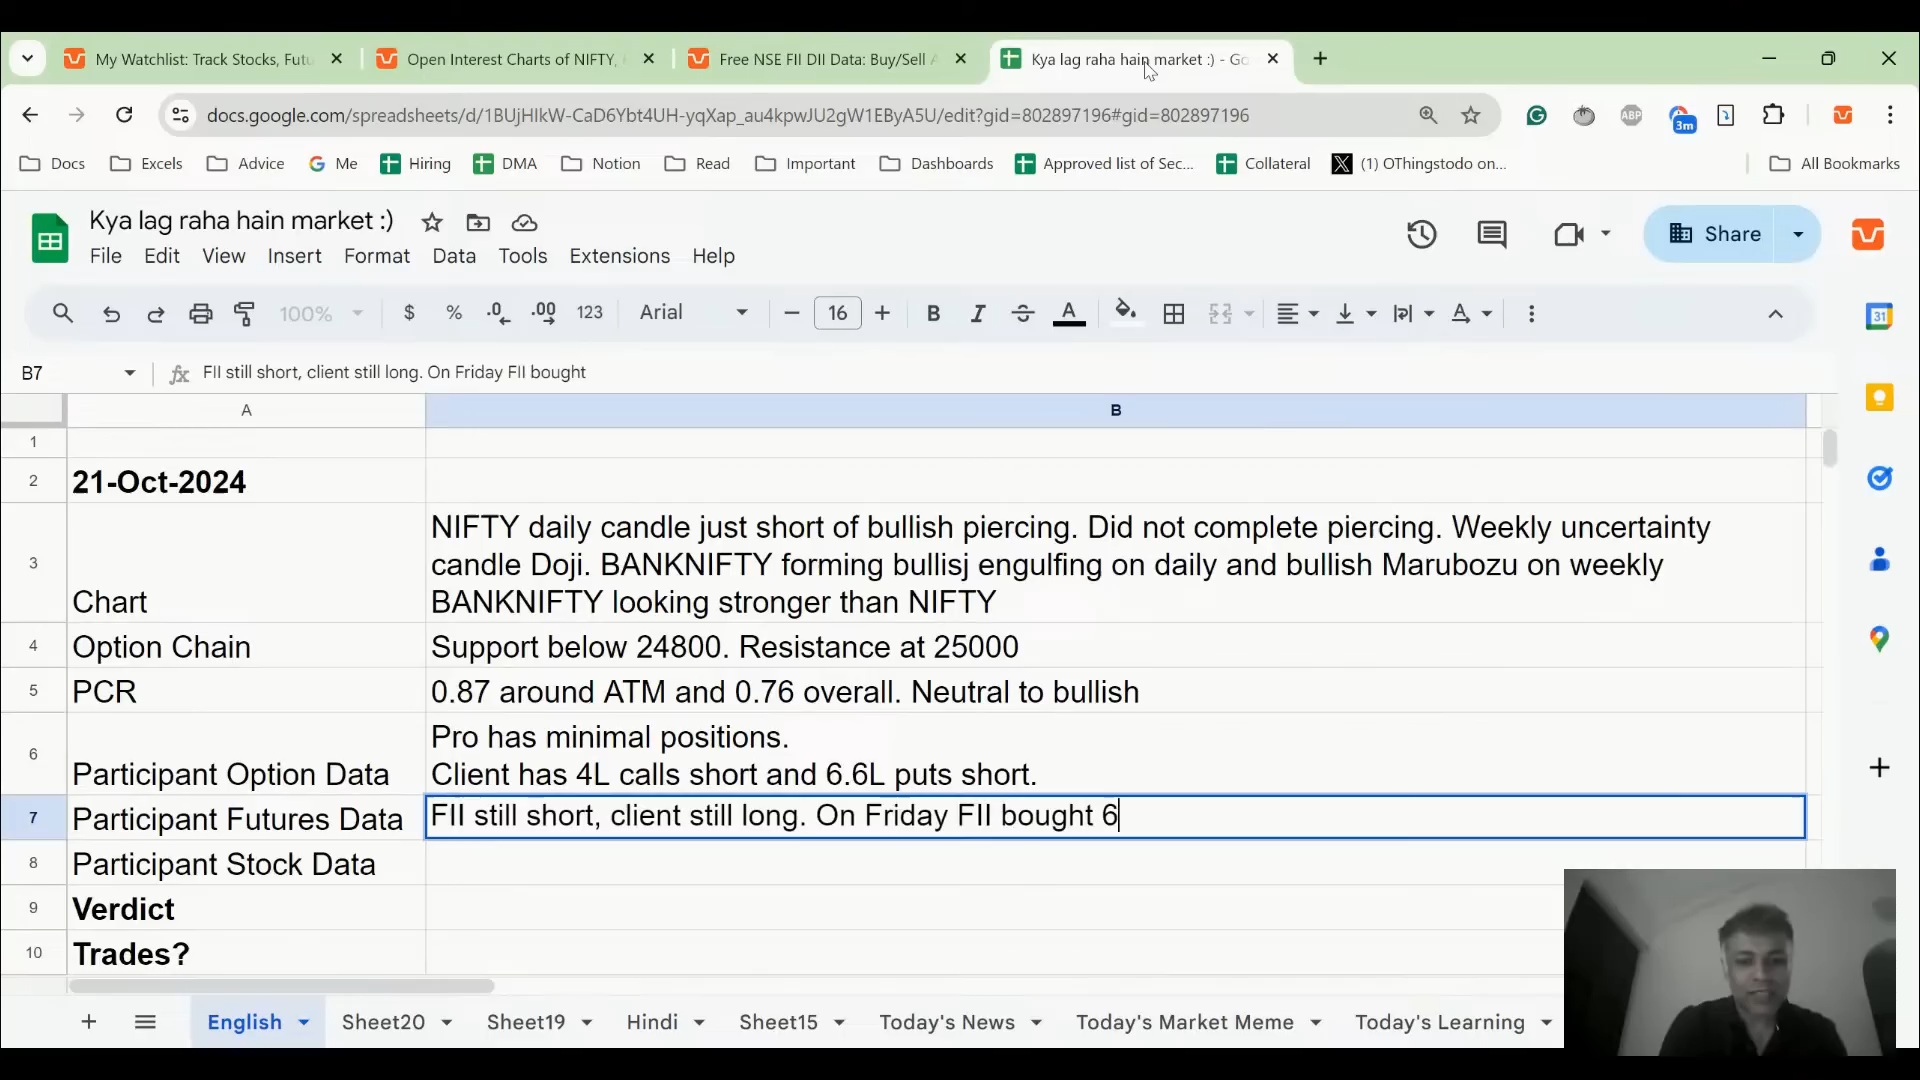 My Watchlist: Track Stocks, Futu
Open Interest Charts of NIFTY,
Free NSE FII DII Data: Buy/Sell A
Kya lag raha hain market :) - Go
docs.google.com/spreadsheets/d/1BUjHIkW-CaD6Ybt4UH-yqXap_au4kpwJU2gW1EByA5U/edit?gid=802897196#gid=802897196
ABP
3m
Docs
Excels
Advice
Me
Hiring
DMA
Notion
Read
Important
Dashboards
Approved list of Sec...
Collateral
(1) OThingstodo on...
All Bookmarks
Kya lag raha hain market :)
File Edit View Insert Format Data Tools Extensions Help
Share
100% $ % .0 .00 123 Arial 16 B I S A A
31
B7
fx FII still short, client still long. On Friday FII bought
A B
1
2 21-Oct-2024
NIFTY daily candle just short of bullish piercing. Did not complete piercing. Weekly uncertainty
candle Doji. BANKNIFTY forming bullisj engulfing on daily and bullish Marubozu on weekly
3 Chart BANKNIFTY looking stronger than NIFTY
4 Option Chain Support below 24800. Resistance at 25000
5 PCR 0.87 around ATM and 0.76 overall. Neutral to bullish
Pro has minimal positions.
6 Participant Option Data Client has 4L calls short and 6.6L puts short.
7 Participant Futures Data FII still short, client still long. On Friday FII bought 6
8 Participant Stock Data
9 Verdict
10 Trades?
English Sheet20 Sheet19 Hindi Sheet15 Today's News Today's Market Meme Today's Learning